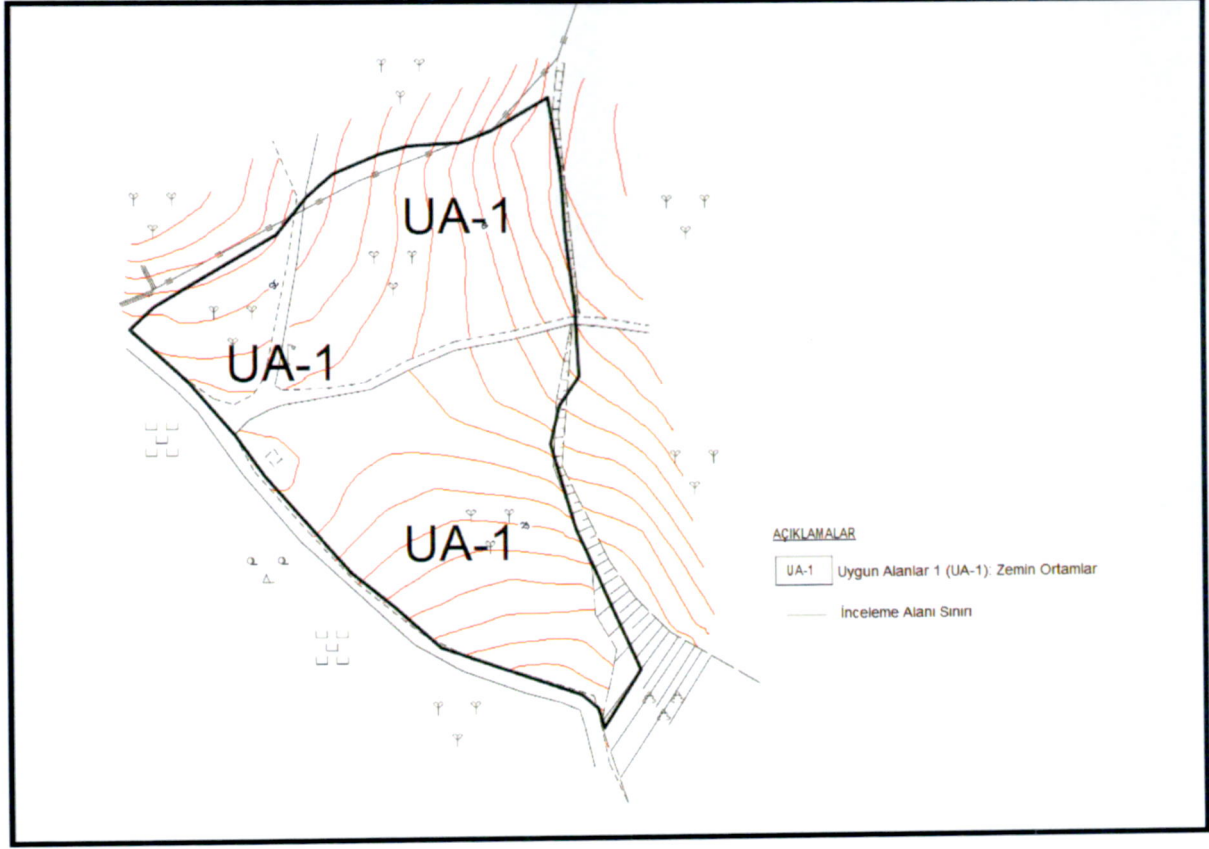 UA-1
UA-1
UA-1
AÇIKLAMALAR
UA-1 Uygun Alanlar 1 (UA-1): Zemin Ortamlar
İnceleme Alanı Sınırı